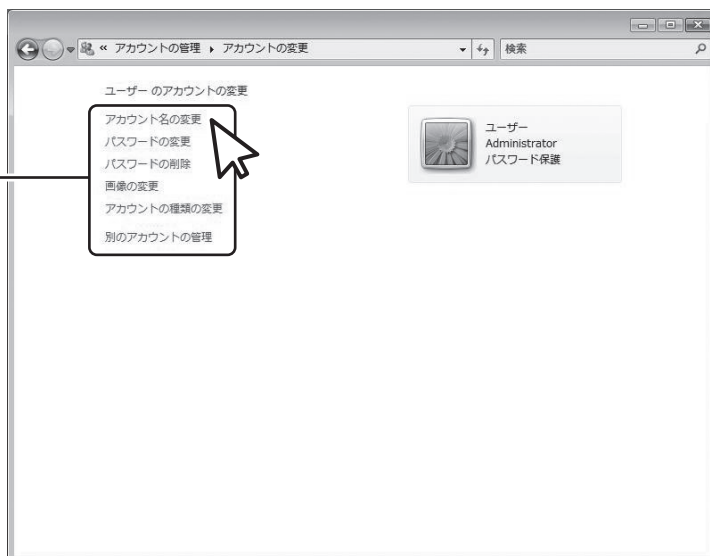 « アカウントの管理 ▸ アカウントの変更
検索
ユーザー のアカウントの変更
アカウント名の変更
パスワードの変更
パスワードの削除
画像の変更
アカウントの種類の変更
別のアカウントの管理
ユーザー
Administrator
パスワード保護